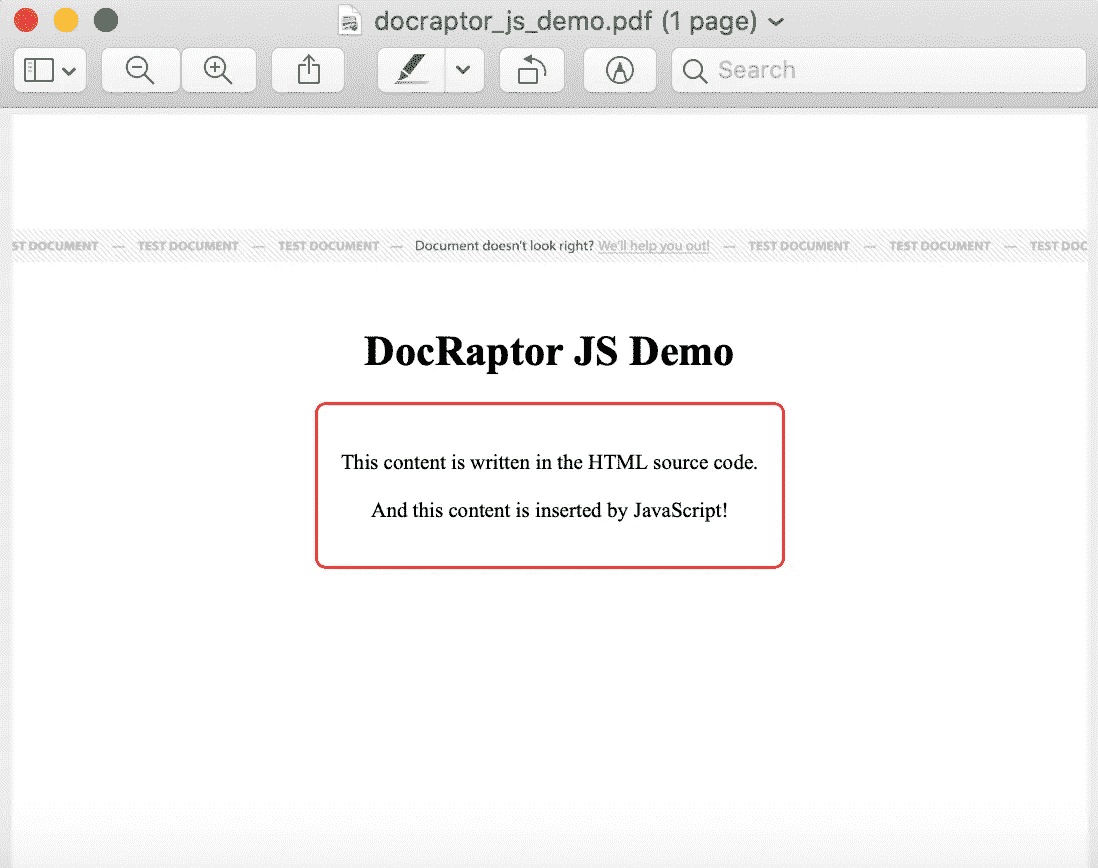 docraptor_js_demo.pdf (1 page)
Search
ST DOCUMENT — TEST DOCUMENT — TEST DOCUMENT — Document doesn't look right? We'll help you out! — TEST DOCUMENT — TEST DOCUMENT — TEST DOC
DocRaptor JS Demo
This content is written in the HTML source code.
And this content is inserted by JavaScript!